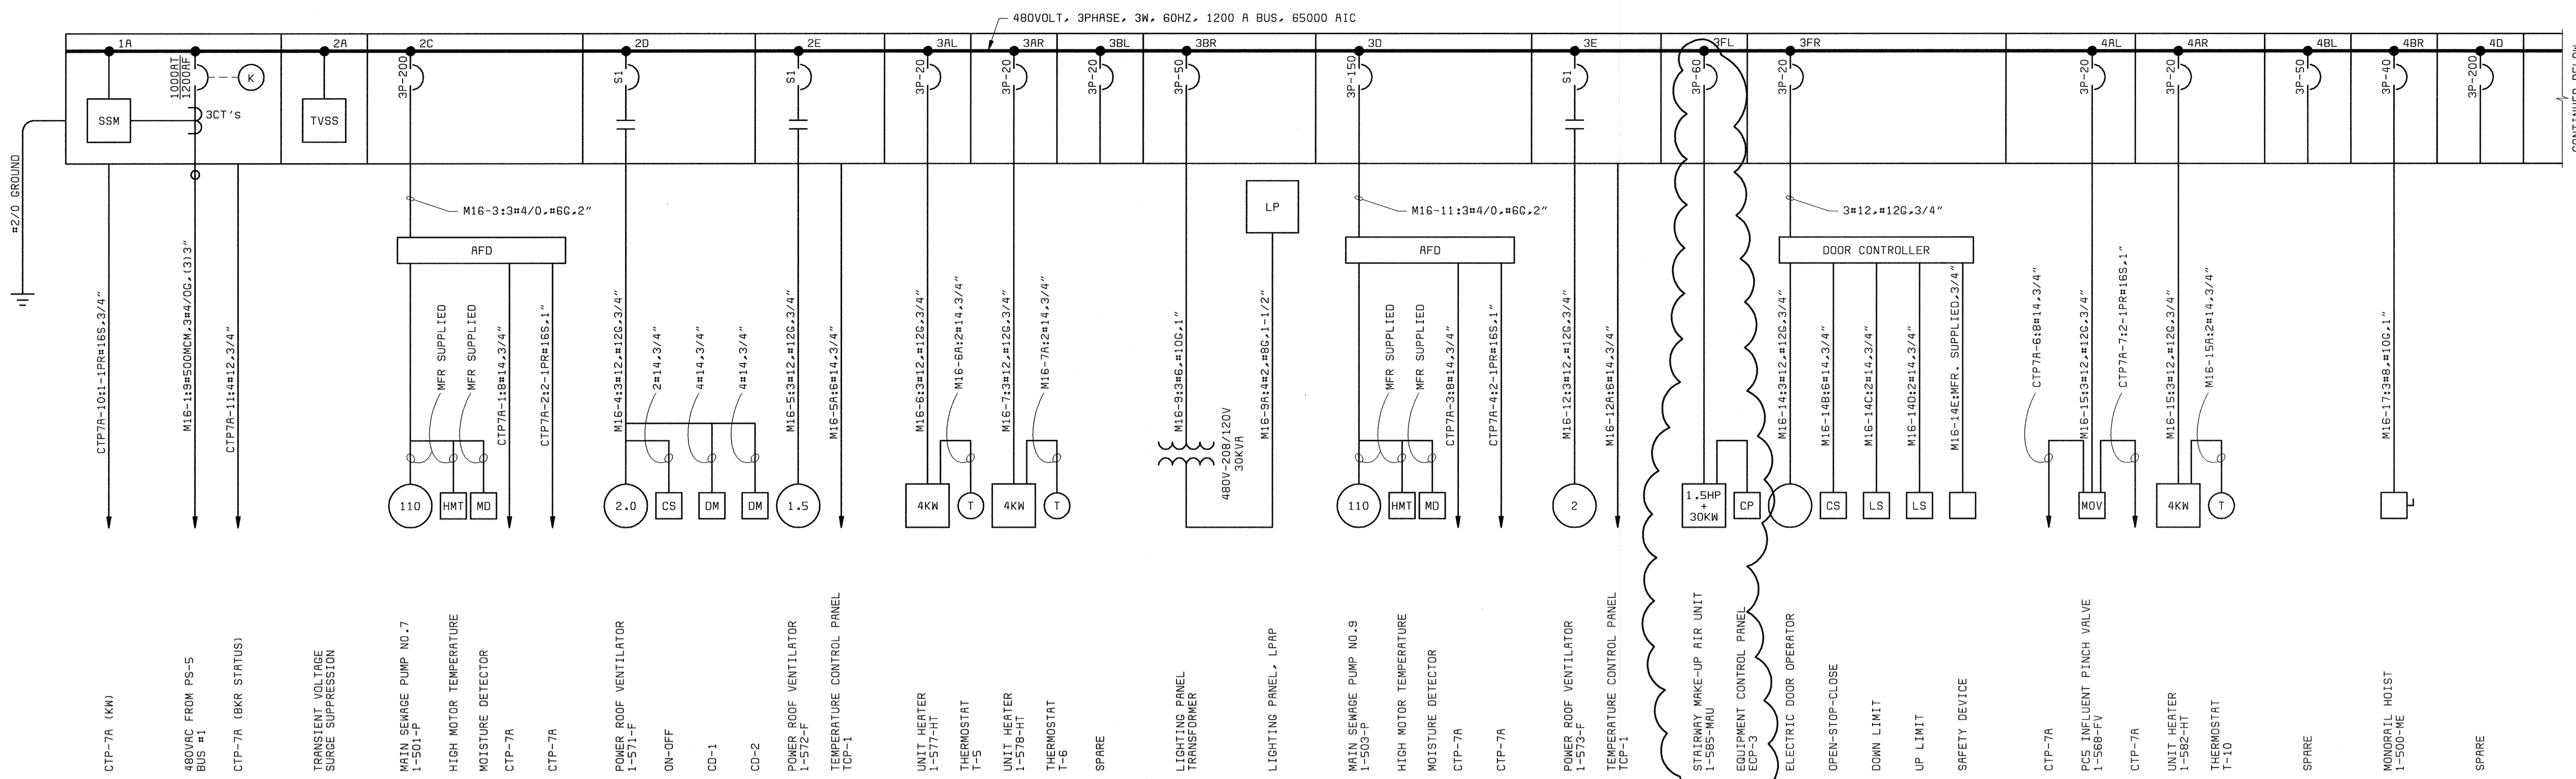 480VOLT, 3PHASE, 3W, 60HZ, 1200 A BUS, 65000 AIC
1A
2A
2C
2D
2E
3AL
3AR
3BL
3BR
3D
3E
3FL
3FR
4AL
4AR
4BL
4BR
4D
1000AT
1200AF
K
3P-200
S1
S1
3P-20
3P-20
3P-20
3P-50
3P-150
S1
3P-60
3P-20
3P-20
3P-20
3P-50
3P-40
3P-200
SSM
3CT's
TVSS
#2/0 GROUND
M16-3:3#4/0,#6G,2"
LP
M16-11:3#4/0,#6G,2"
3#12,#12G,3/4"
AFD
AFD
DOOR CONTROLLER
CTP7A-10:1-1PR#16S,3/4"
M16-1:9#500MCM,3#4/0G,(3)3"
CTP7A-11:4#12,3/4"
MFR SUPPLIED
MFR SUPPLIED
CTP7A-1:8#14,3/4"
CTP7A-2:2-1PR#16S,1"
M16-4:3#12,#12G,3/4"
2#14,3/4"
4#14,3/4"
4#14,3/4"
M16-5:3#12,#12G,3/4"
M16-5A:6#14,3/4"
M16-6:3#12,#12G,3/4"
M16-6A:2#14,3/4"
M16-7:3#12,#12G,3/4"
M16-7A:2#14,3/4"
M16-9:3#6,#10G,1"
480V-208/120V
30KVA
M16-9A:4#2,#8G,1-1/2"
MFR SUPPLIED
MFR SUPPLIED
CTP7A-3:8#14,3/4"
CTP7A-4:2-1PR#16S,1"
M16-12:3#12,#12G,3/4"
M16-12A:6#14,3/4"
M16-14:3#12,#12G,3/4"
M16-14B:6#14,3/4"
M16-14C:2#14,3/4"
M16-14D:2#14,3/4"
M16-14E:MFR. SUPPLIED,3/4"
CTP7A-6:8#14,3/4"
M16-15:3#12,#12G,3/4"
CTP7A-7:2-1PR#16S,1"
M16-15:3#12,#12G,3/4"
M16-15A:2#14,3/4"
M16-17:3#8,#10G,1"
110
HMT
MD
2.0
CS
DM
DM
1.5
4KW
T
4KW
T
110
HMT
MD
2
1.5HP
+
30KW
CP
CS
LS
LS
MOV
4KW
T
CTP-7A (KW)
480VAC FROM PS-5
BUS #1
CTP-7A (BKR STATUS)
TRANSIENT VOLTAGE
SURGE SUPPRESSION
MAIN SEWAGE PUMP NO.7
1-501-P
HIGH MOTOR TEMPERATURE
MOISTURE DETECTOR
CTP-7A
CTP-7A
POWER ROOF VENTILATOR
1-571-F
ON-OFF
CD-1
CD-2
POWER ROOF VENTILATOR
1-572-F
TEMPERATURE CONTROL PANEL
TCP-1
UNIT HEATER
1-577-HT
THERMOSTAT
T-5
UNIT HEATER
1-578-HT
THERMOSTAT
T-6
SPARE
LIGHTING PANEL
TRANSFORMER
LIGHTING PANEL, LPAP
MAIN SEWAGE PUMP NO.9
1-503-P
HIGH MOTOR TEMPERATURE
MOISTURE DETECTOR
CTP-7A
CTP-7A
POWER ROOF VENTILATOR
1-573-F
TEMPERATURE CONTROL PANEL
TCP-1
STAIRWAY MAKE-UP AIR UNIT
1-585-MAU
EQUIPMENT CONTROL PANEL
ECP-3
ELECTRIC DOOR OPERATOR
OPEN-STOP-CLOSE
DOWN LIMIT
UP LIMIT
SAFETY DEVICE
CTP-7A
PCS INFLUENT PINCH VALVE
1-568-FV
CTP-7A
UNIT HEATER
1-582-HT
THERMOSTAT
T-10
SPARE
MONORAIL HOIST
1-500-ME
SPARE